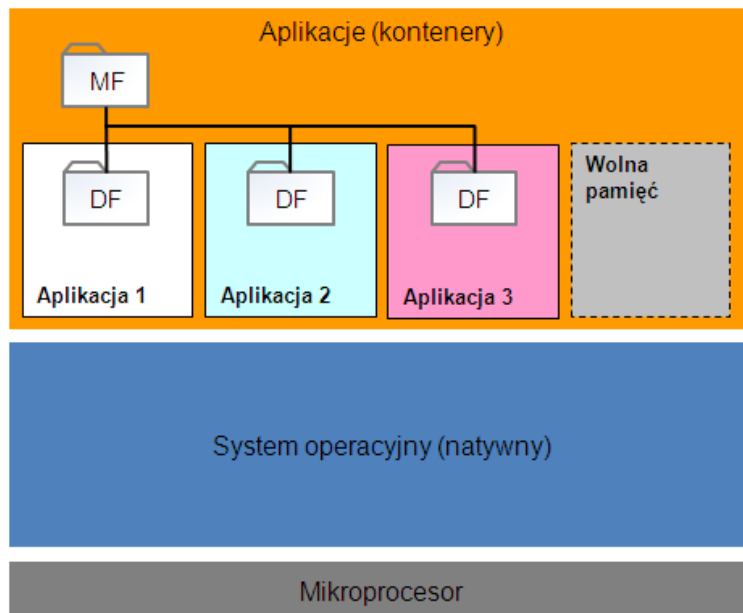 Aplikacje (kontenery)
MF
DF
DF
DF
Wolna
pamięć
Aplikacja 1
Aplikacja 2
Aplikacja 3
System operacyjny (natywny)
Mikroprocesor